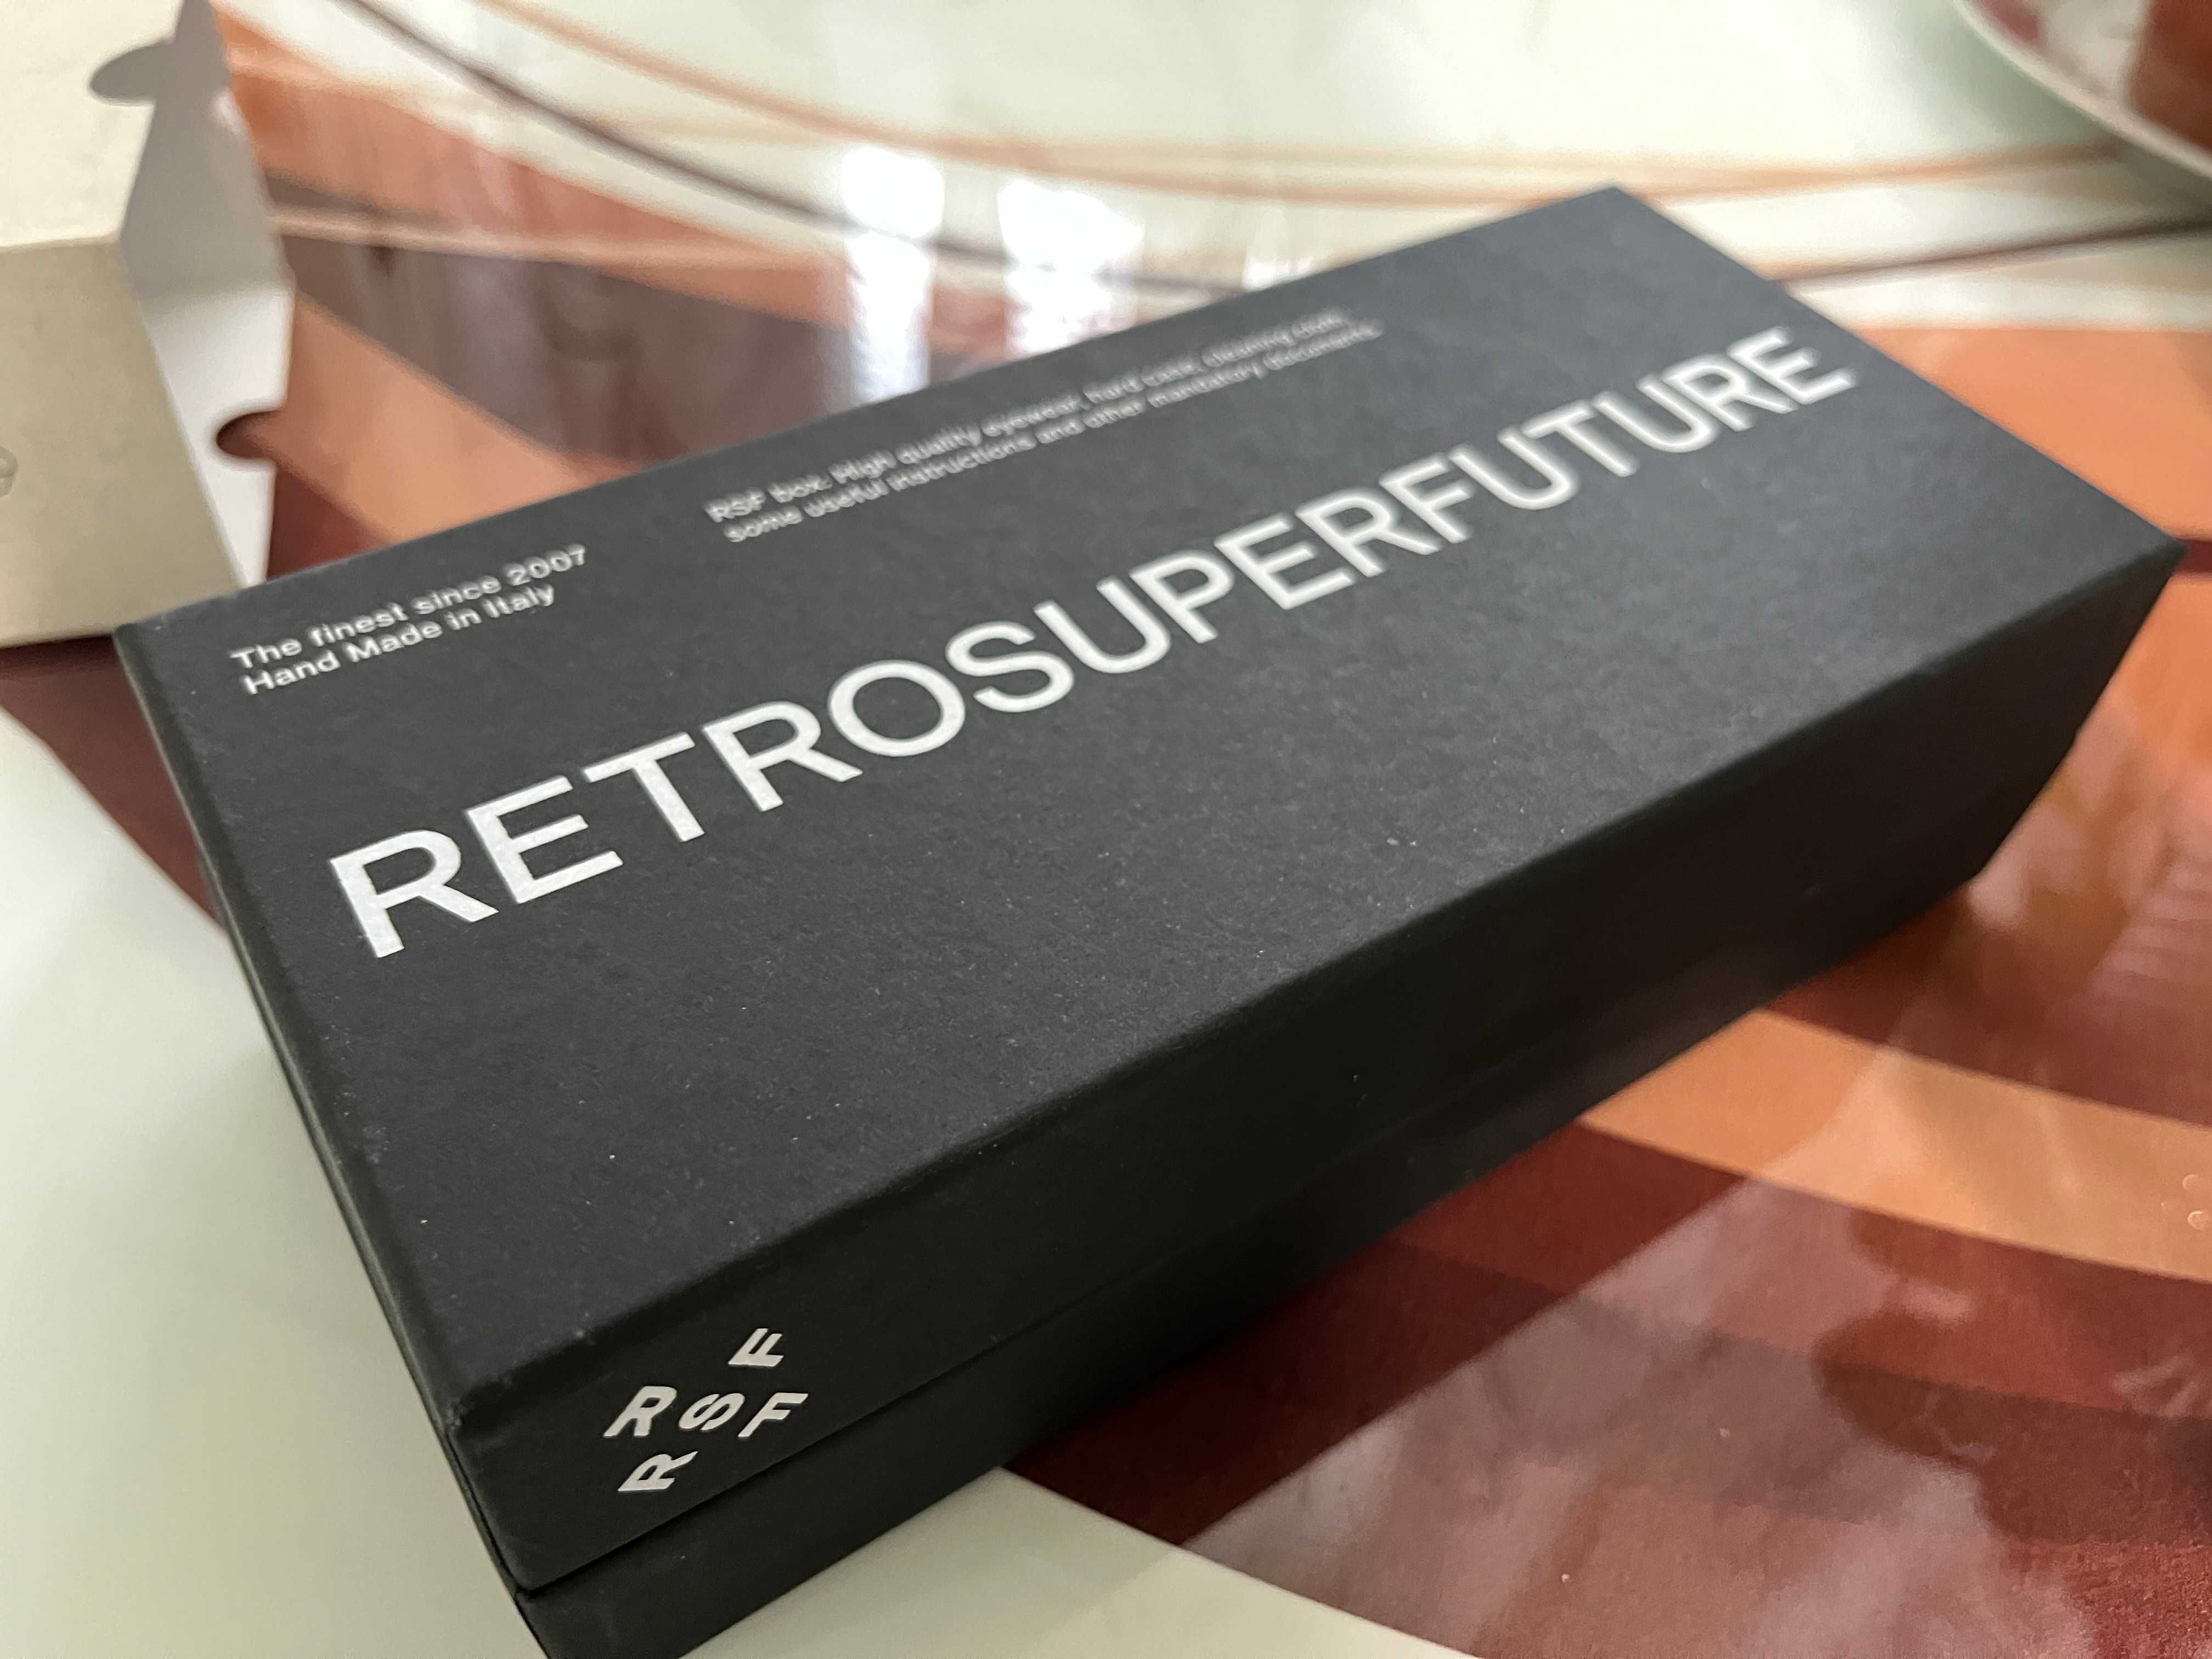 The finest since 2007
Hand Made in Italy
RSF box: High quality eyewear, hard case, cleaning cloth,
some useful instructions and other mandatory documents.
RETROSUPERFUTURE
F
RSF
R